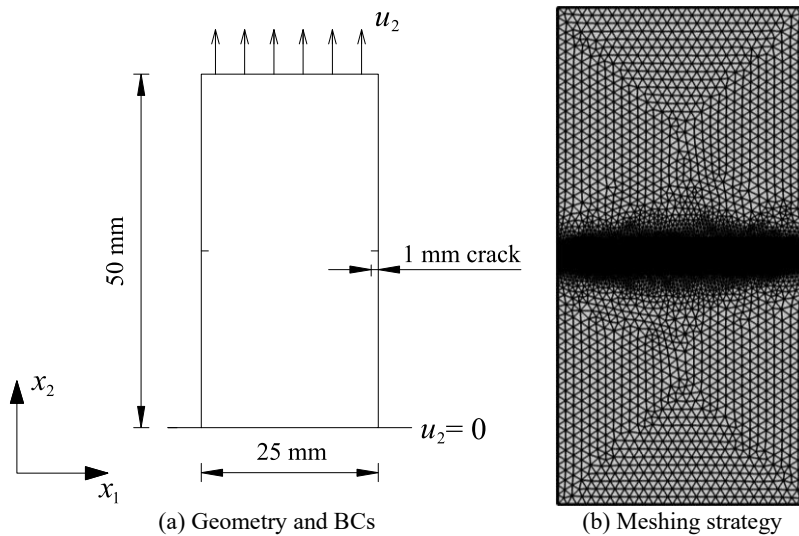 u₂
50 mm
1 mm crack
x₂
u₂= 0
25 mm
x₁
(a) Geometry and BCs
(b) Meshing strategy